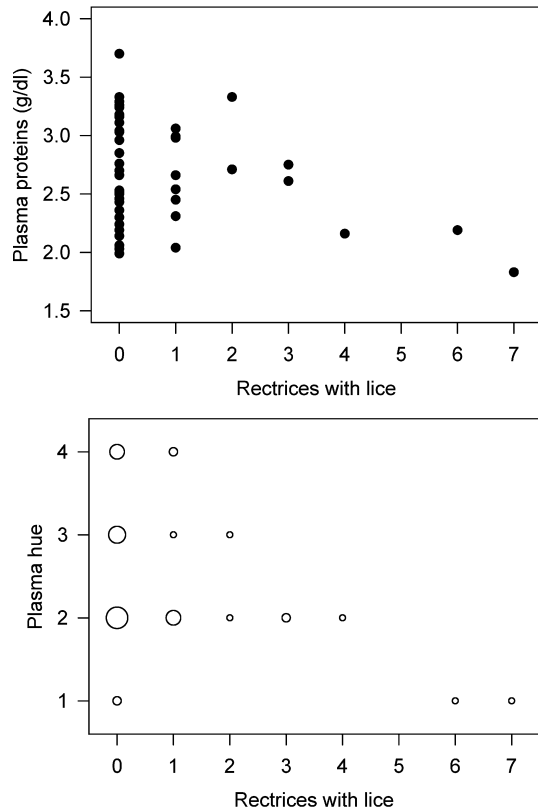 Plasma proteins (g/dl)
4.0
3.5
3.0
2.5
2.0
1.5
0 1 2 3 4 5 6 7
Rectrices with lice
Plasma hue
4
3
2
1
0 1 2 3 4 5 6 7
Rectrices with lice